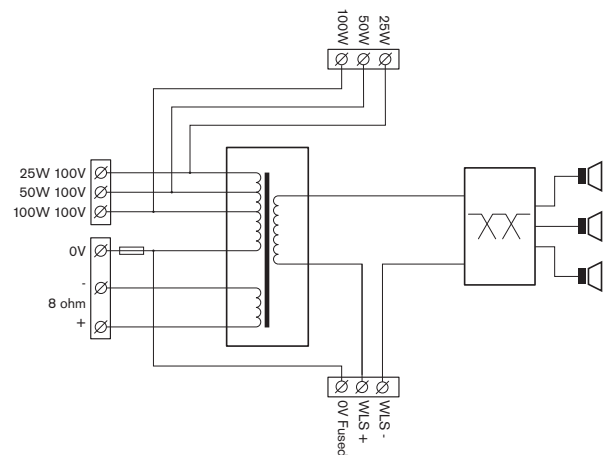 100W
50W
25W
25W 100V
50W 100V
100W 100V
0V
-
8 ohm
+
0V Fused
WLS +
WLS -